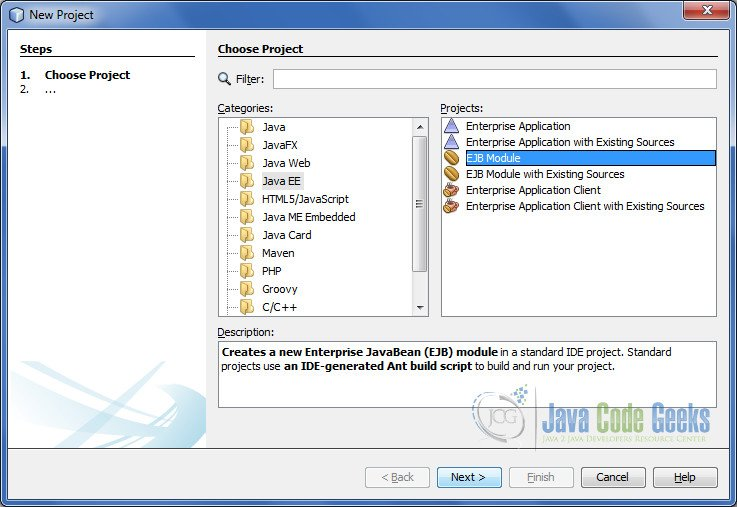 New Project
Steps
1. Choose Project
2. ...
Choose Project
Filter:
Categories:
Java
JavaFX
Java Web
Java EE
HTML5/JavaScript
Java ME Embedded
Java Card
Maven
PHP
Groovy
C/C++
Projects:
Enterprise Application
Enterprise Application with Existing Sources
EJB Module
EJB Module with Existing Sources
Enterprise Application Client
Enterprise Application Client with Existing Sources
Description:
Creates a new Enterprise JavaBean (EJB) module in a standard IDE project. Standard
projects use an IDE-generated Ant build script to build and run your project.
JCG
Java Code Geeks
Java 2 Java Developers Resource Center
< Back
Next >
Finish
Cancel
Help